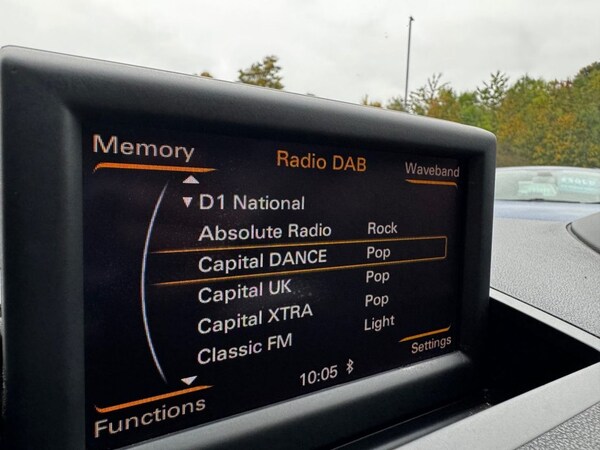 Memory
Radio DAB
Waveband
D1 National
Absolute Radio Rock
Capital DANCE Pop
Capital UK Pop
Capital XTRA Pop
Classic FM Light
Settings
10:05
Functions